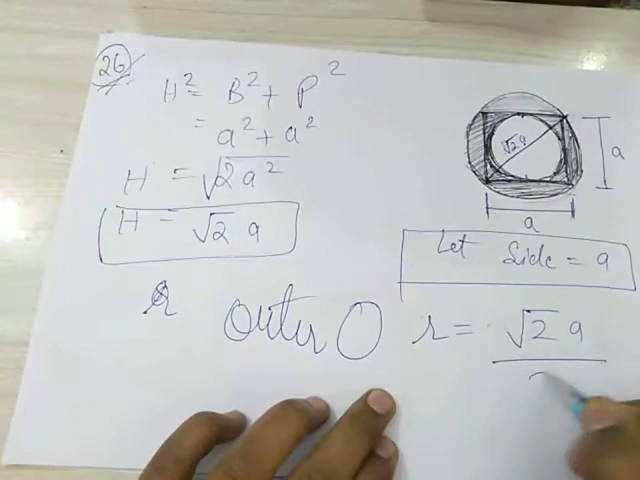 26
H² = B² + P²
= a² + a²
H = √2a²
H = √2 a
√2 a
a
a
Let Side = a
outer O r = √2 a